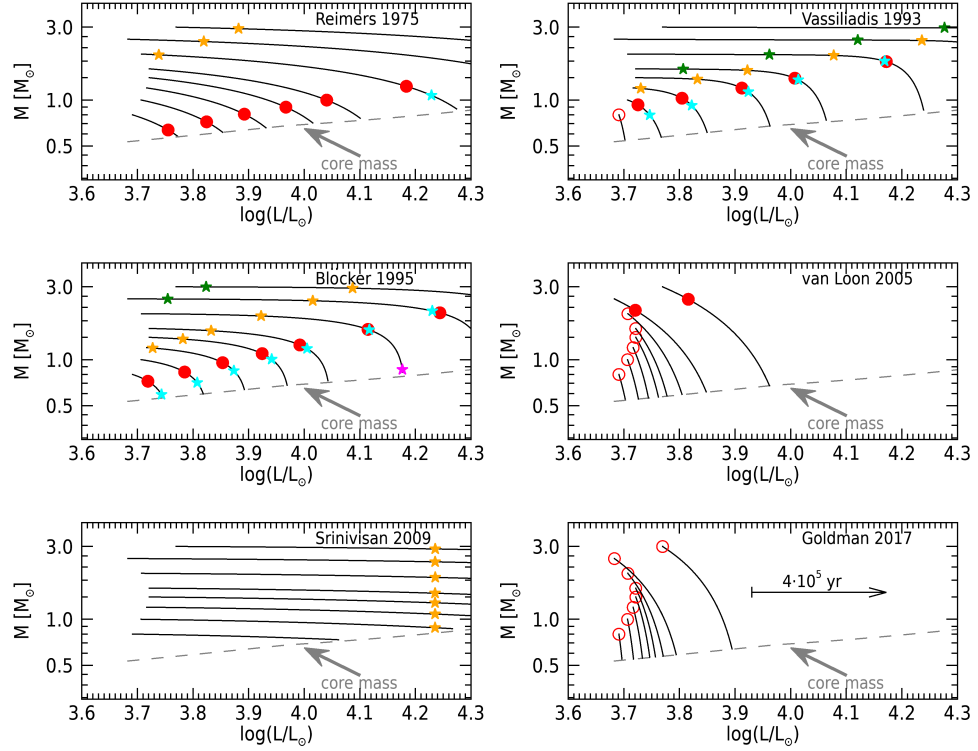 Reimers 1975
M [M☉]
3.0
1.0
0.5
core mass
3.6 3.7 3.8 3.9 4.0 4.1 4.2 4.3
log(L/L☉)
Vassiliadis 1993
M [M☉]
3.0
1.0
0.5
core mass
3.6 3.7 3.8 3.9 4.0 4.1 4.2 4.3
log(L/L☉)
Blocker 1995
M [M☉]
3.0
1.0
0.5
core mass
3.6 3.7 3.8 3.9 4.0 4.1 4.2 4.3
log(L/L☉)
van Loon 2005
M [M☉]
3.0
1.0
0.5
core mass
3.6 3.7 3.8 3.9 4.0 4.1 4.2 4.3
log(L/L☉)
Srinivisan 2009
M [M☉]
3.0
1.0
0.5
core mass
3.6 3.7 3.8 3.9 4.0 4.1 4.2 4.3
log(L/L☉)
Goldman 2017
4·10⁵ yr
M [M☉]
3.0
1.0
0.5
core mass
3.6 3.7 3.8 3.9 4.0 4.1 4.2 4.3
log(L/L☉)